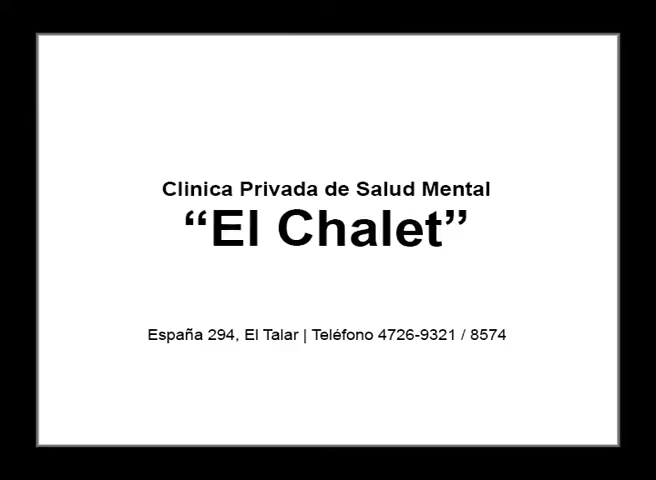 Clinica Privada de Salud Mental
“El Chalet”
España 294, El Talar | Teléfono 4726-9321 / 8574